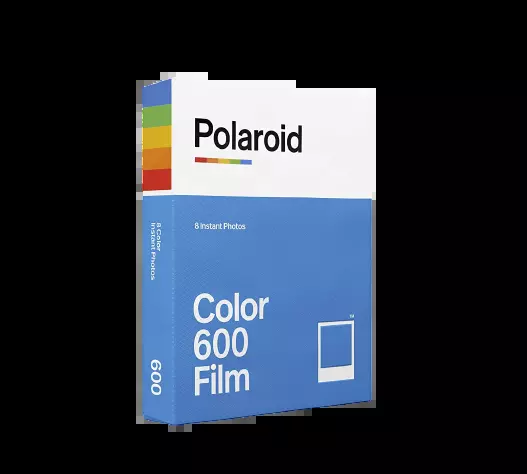 Polaroid
8 Instant Photos
Color
600
Film
8 Color
Instant Photos
600